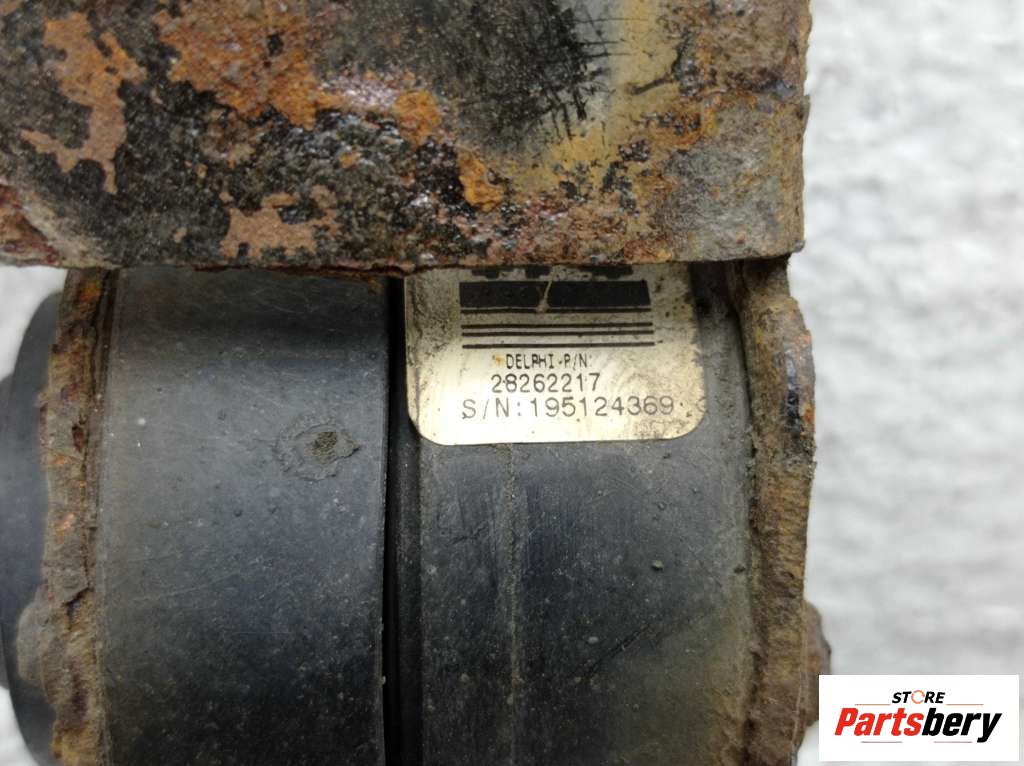 DELPHI P/N:
28262217
S/N:195124369
STORE
Partsbery